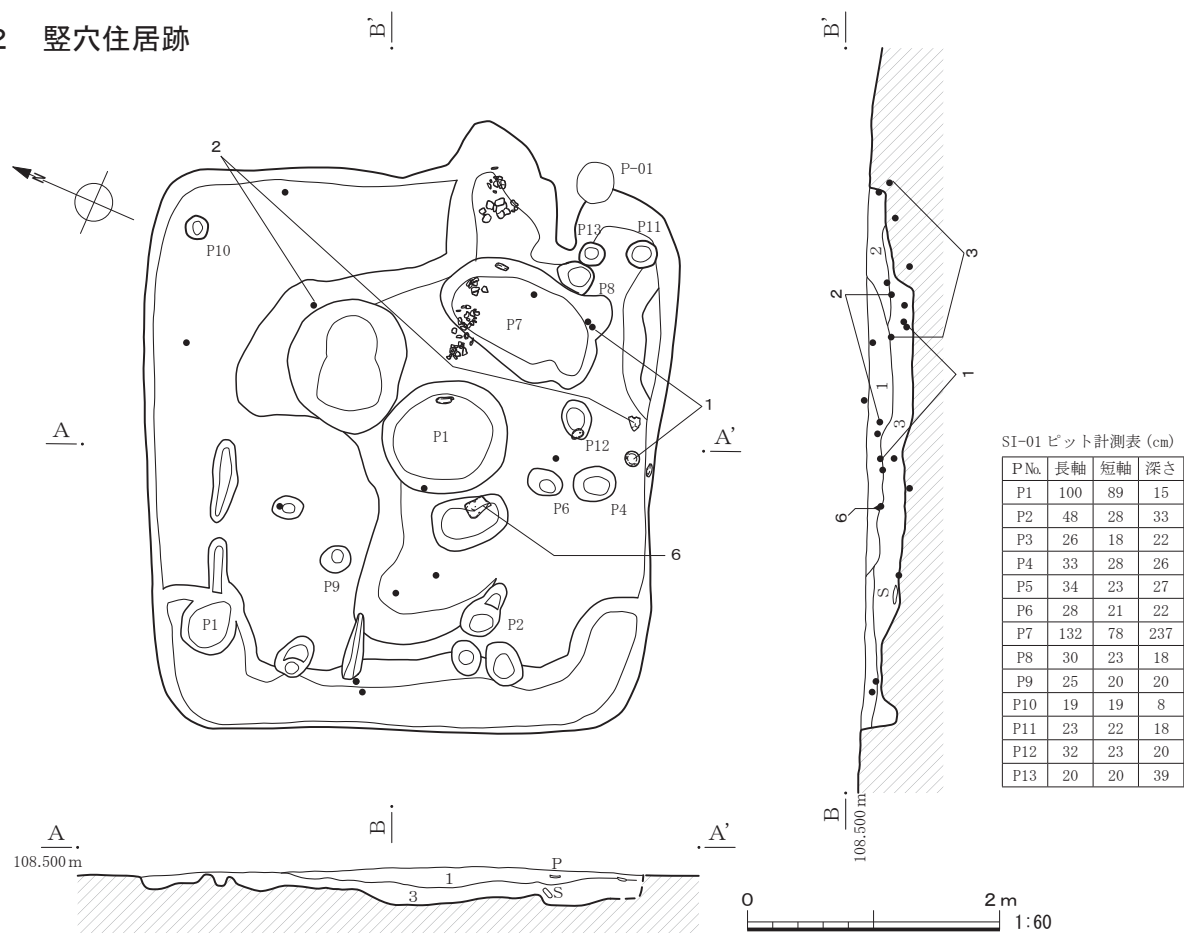 2 竪穴住居跡
B'
B'
2
P-01
N
P13
P11
P10
P8
P7
2
3
2
1
1
1
3
A
P1
P12
A'
P6
P4
6
6
P9
P1
P2
S
SI-01 ピット計測表 (cm)
P№ 長軸 短軸 深さ
P1 100 89 15
P2 48 28 33
P3 26 18 22
P4 33 28 26
P5 34 23 27
P6 28 21 22
P7 132 78 237
P8 30 23 18
P9 25 20 20
P10 19 19 8
P11 23 22 18
P12 32 23 20
P13 20 20 39
B
B
108.500 m
A
A'
108.500 m
P
1
3
S
0
2 m
1:60